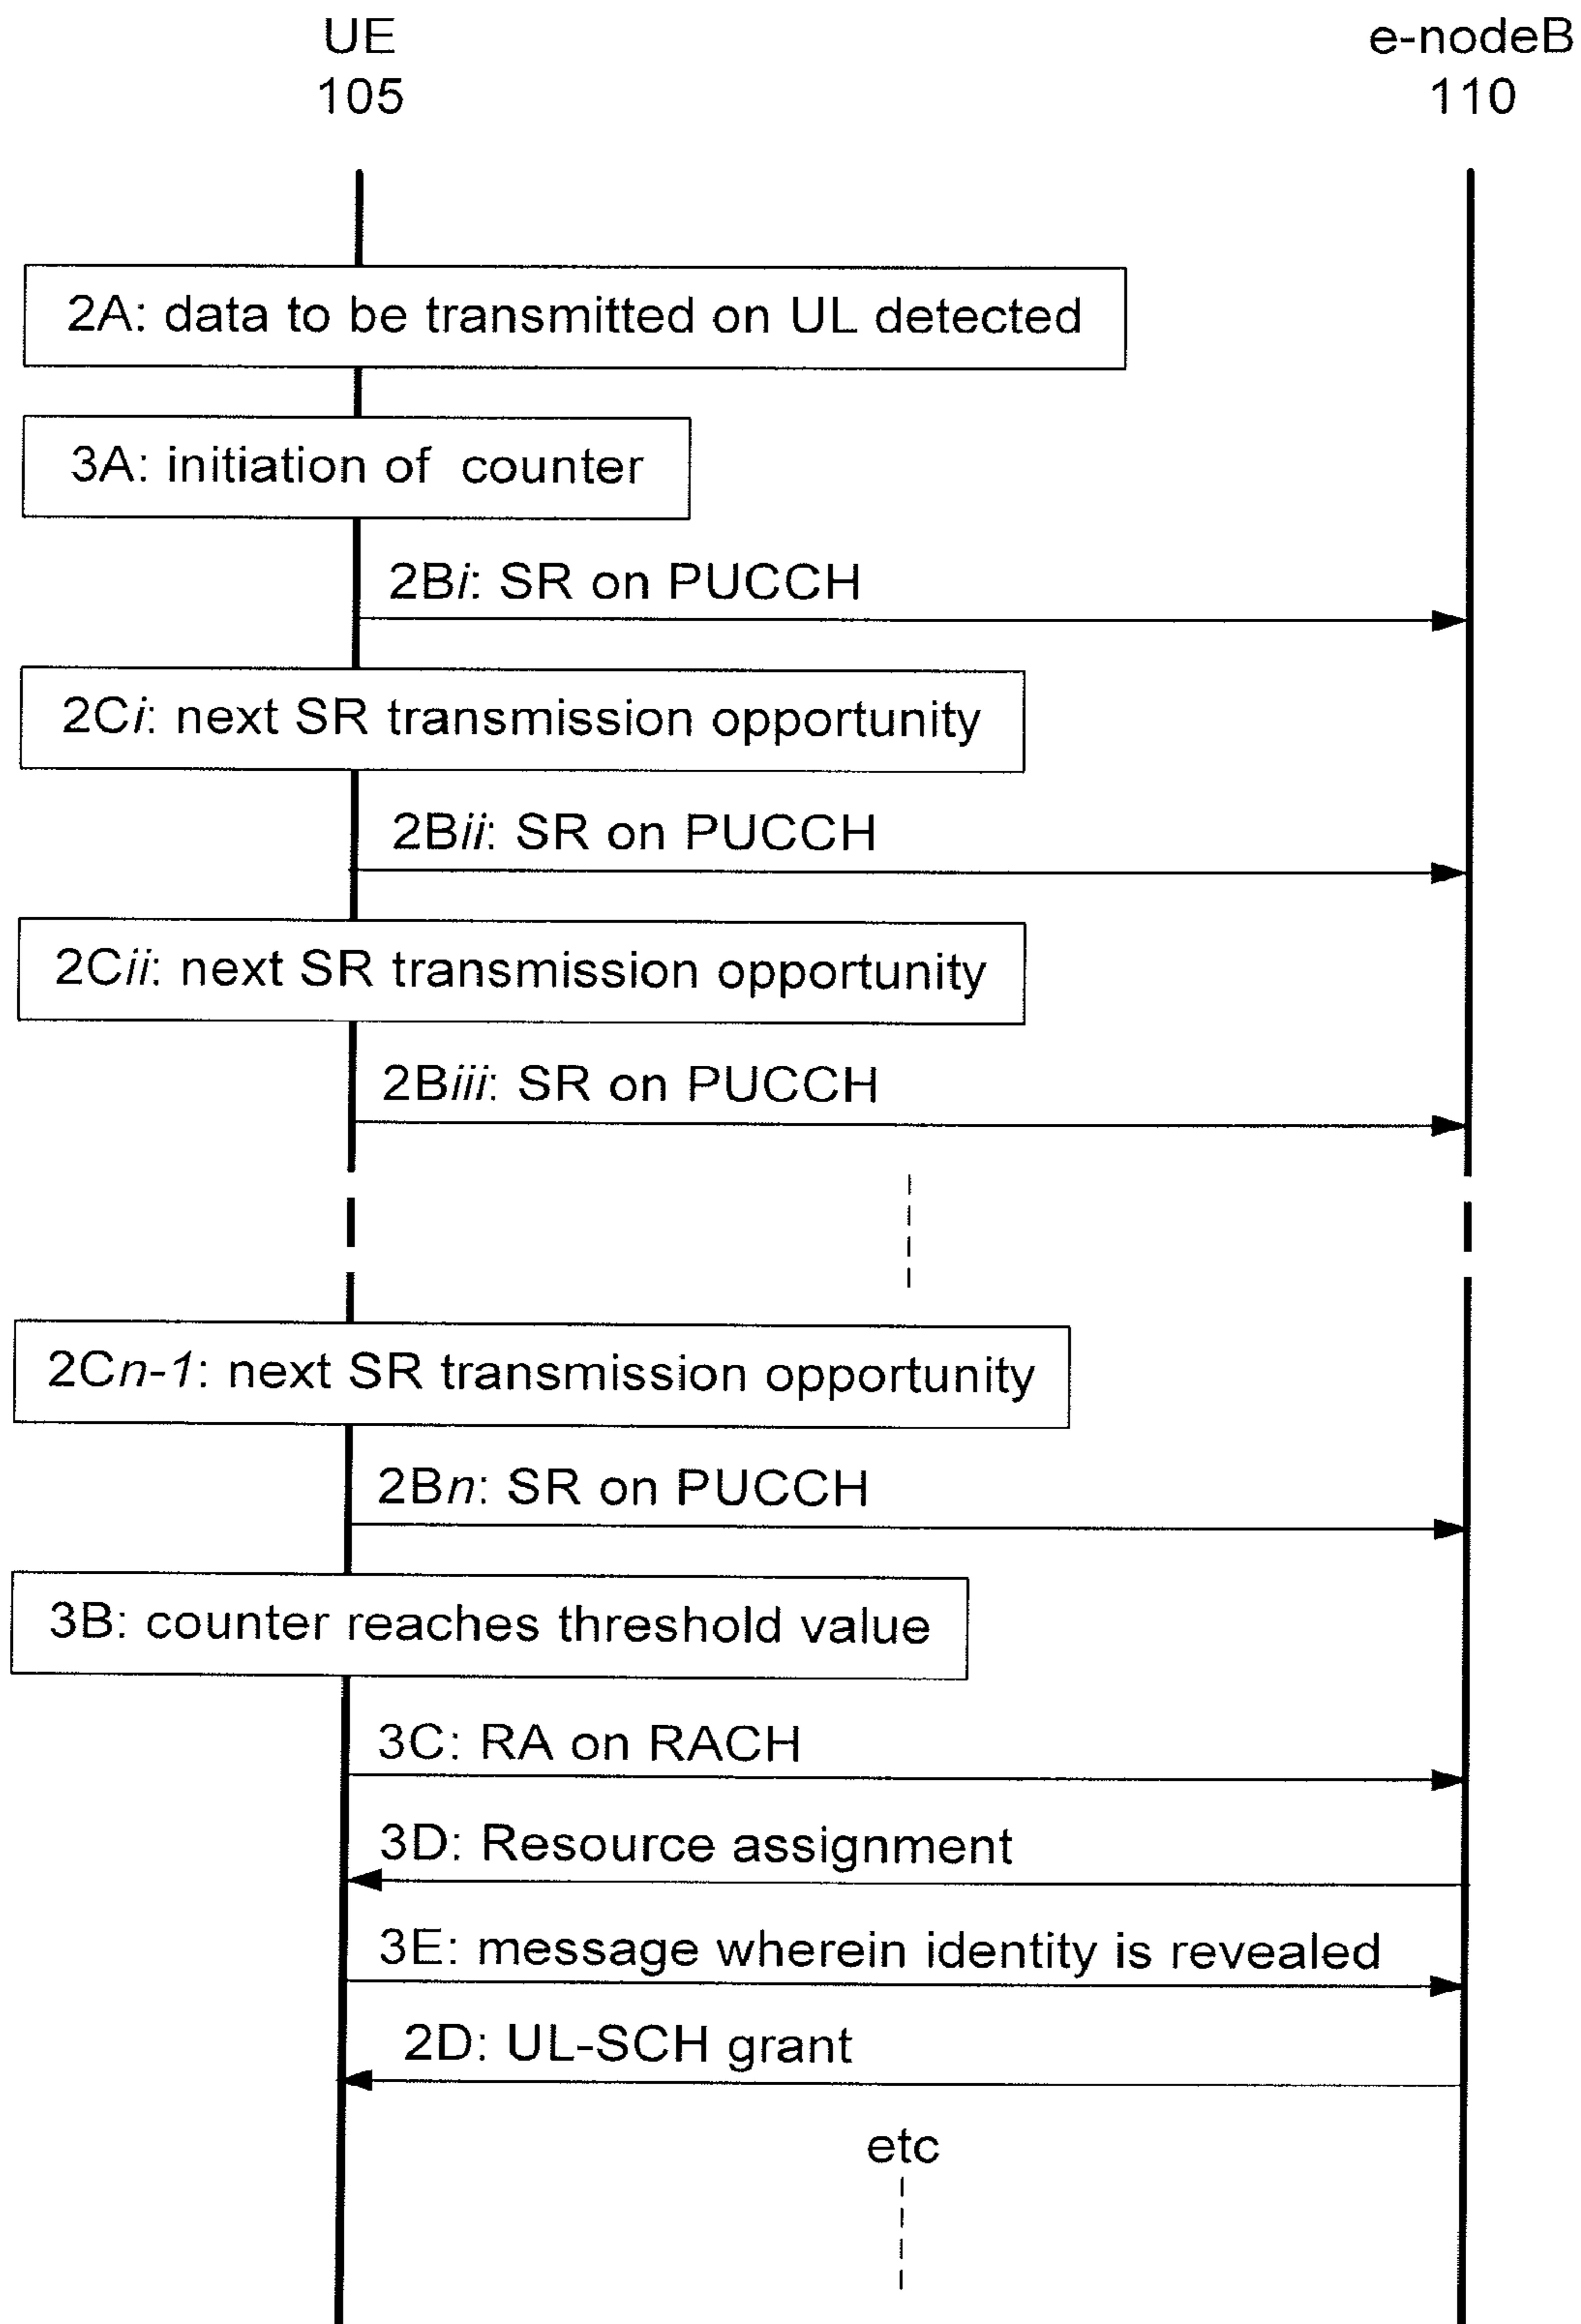 UE
105
e-nodeB
110
2A: data to be transmitted on UL detected
3A: initiation of counter
2Bi: SR on PUCCH
2Ci: next SR transmission opportunity
2Bii: SR on PUCCH
2Cii: next SR transmission opportunity
2Biii: SR on PUCCH
2Cn-1: next SR transmission opportunity
2Bn: SR on PUCCH
3B: counter reaches threshold value
3C: RA on RACH
3D: Resource assignment
3E: message wherein identity is revealed
2D: UL-SCH grant
etc